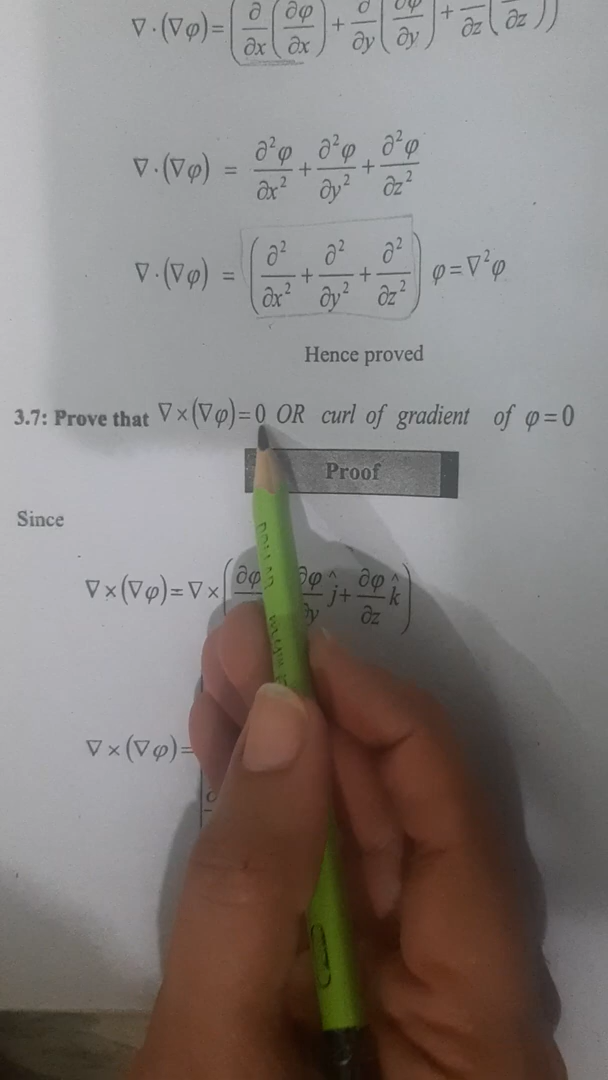 ∇·(∇φ)=(∂/∂x(∂φ/∂x)+∂/∂y(∂φ/∂y)+∂/∂z(∂φ/∂z))
∇·(∇φ) = ∂²φ/∂x²+∂²φ/∂y²+∂²φ/∂z²
∇·(∇φ) = (∂²/∂x²+∂²/∂y²+∂²/∂z²) φ=∇²φ
Hence proved
3.7: Prove that ∇×(∇φ)=0 OR curl of gradient of φ=0
Proof
Since
∇×(∇φ)=∇×(∂φ ∂φ/∂y ĵ+∂φ/∂z k̂)
∇×(∇φ)=